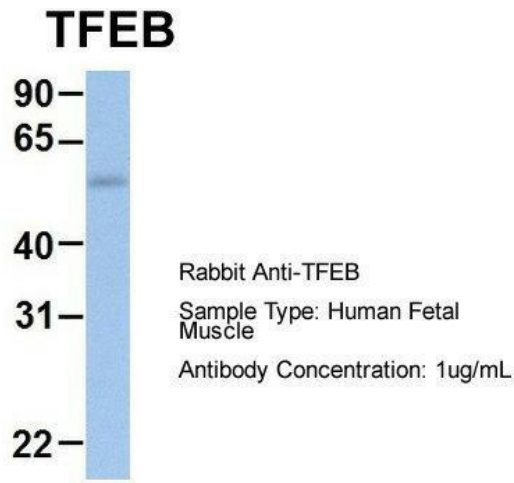 TFEB
90
65
40
31
22
Rabbit Anti-TFEB
Sample Type: Human Fetal
Muscle
Antibody Concentration: 1ug/mL